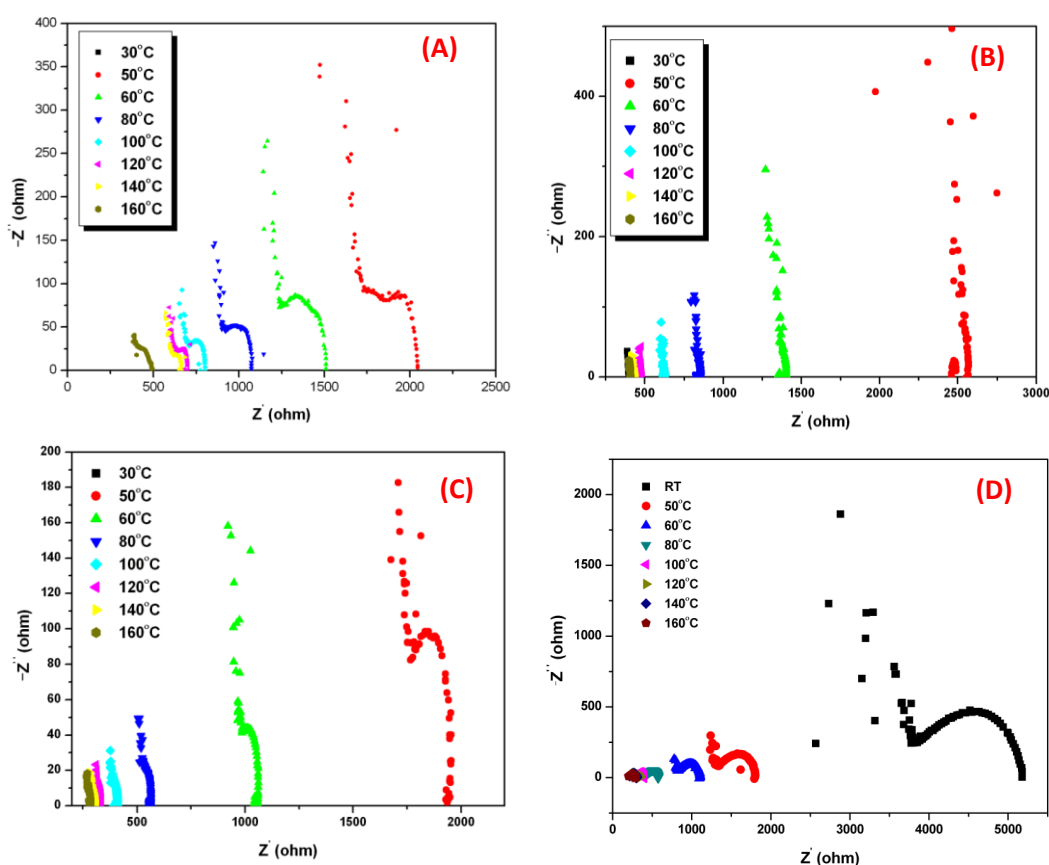 (A)
400
350
300
250
200
150
100
50
0
−Z'' (ohm)
30°C
50°C
60°C
80°C
100°C
120°C
140°C
160°C
0 500 1000 1500 2000 2500
Z' (ohm)
(B)
400
200
0
−Z'' (ohm)
30°C
50°C
60°C
80°C
100°C
120°C
140°C
160°C
500 1000 1500 2000 2500 3000
Z' (ohm)
(C)
200
180
160
140
120
100
80
60
40
20
0
−Z'' (ohm)
30°C
50°C
60°C
80°C
100°C
120°C
140°C
160°C
500 1000 1500 2000
Z' (ohm)
(D)
2000
1500
1000
500
0
-Z'' (ohm)
RT
50°C
60°C
80°C
100°C
120°C
140°C
160°C
0 1000 2000 3000 4000 5000
Z' (ohm)